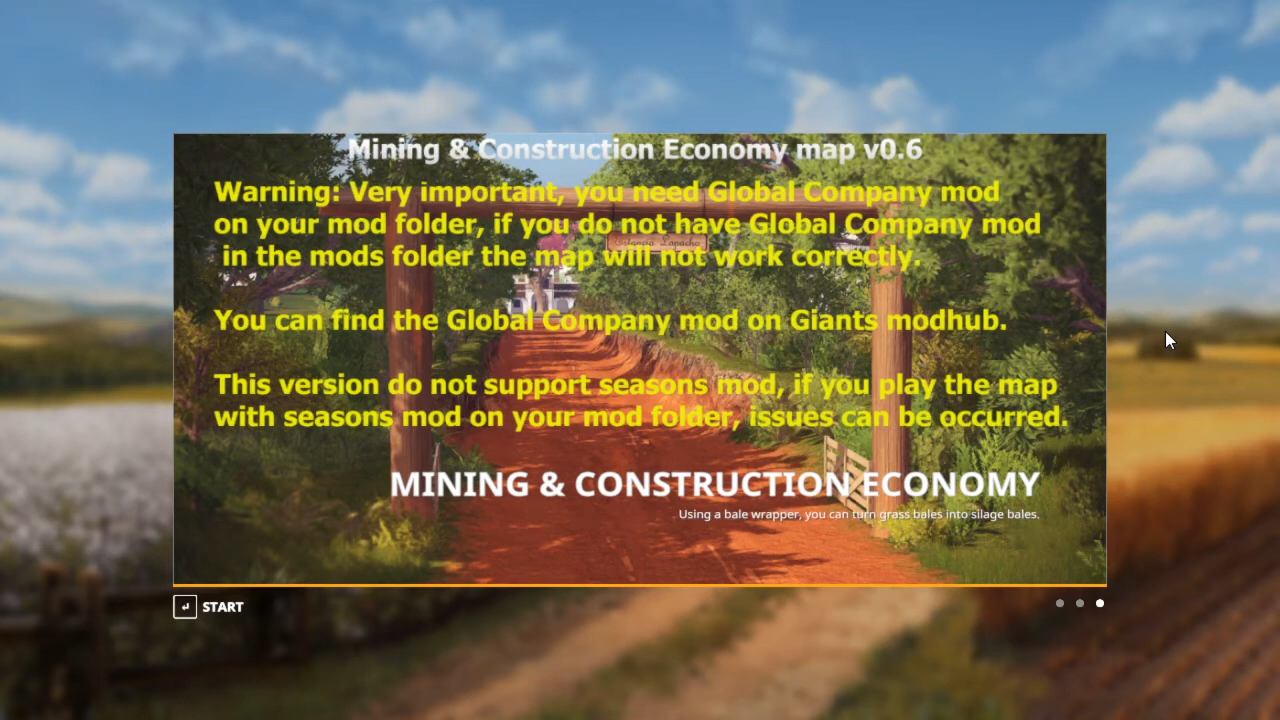 Mining & Construction Economy map v0.6
Warning: Very important, you need Global Company mod
on your mod folder, if you do not have Global Company mod
in the mods folder the map will not work correctly.
Estancia Lapacho
You can find the Global Company mod on Giants modhub.
This version do not support seasons mod, if you play the map
with seasons mod on your mod folder, issues can be occurred.
MINING & CONSTRUCTION ECONOMY
Using a bale wrapper, you can turn grass bales into silage bales.
START